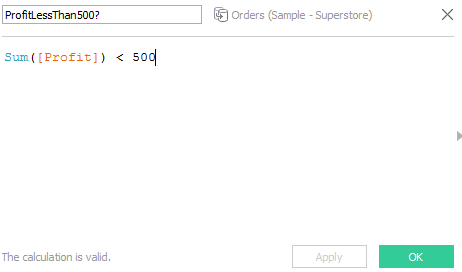 ProfitLessThan500?
Orders (Sample - Superstore)
Sum([Profit]) < 500
The calculation is valid.
Apply
OK